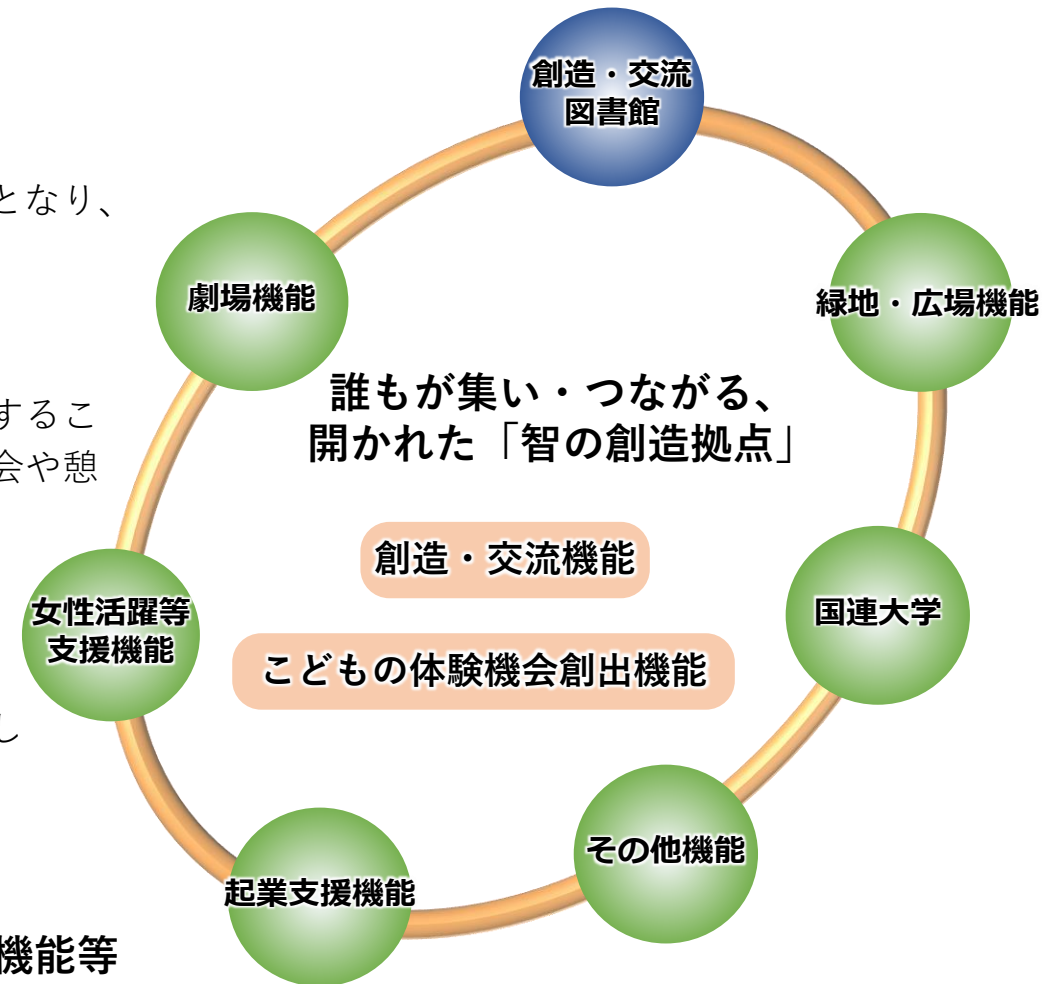 創造・交流
図書館
となり、
劇場機能
緑地・広場機能
誰もが集い・つながる、
開かれた「智の創造拠点」
するこ
会や憩
創造・交流機能
女性活躍等
支援機能
国連大学
こどもの体験機会創出機能
し
その他機能
起業支援機能
機能等